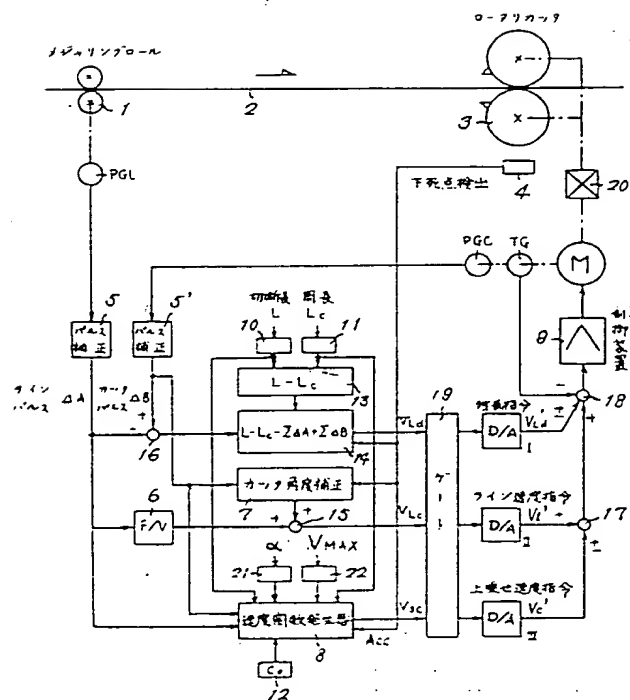 メジャリングロール
ロータリカッタ
1
2
3
4
下死点検出
20
PGL
PGC
TG
M
5
5'
パルス補正
パルス補正
切断長
L
周長
Lc
10
11
9
制御装置
L-Lc
13
ラインパルス ΔA
カッタパルス ΔB
16
L-Lc-ΣΔA+ΣΔB
14
VLd
19
ゲート
D/A
I
VLd'
18
カッタ角度補正
7
6
F/V
15
VLc
ライン速度指令
D/A
II
Vl'
17
α
VMAX
21
22
上乗せ速度指令
速度関数発生器
8
Vsc
Acc
D/A
II
Vc'
Co
12